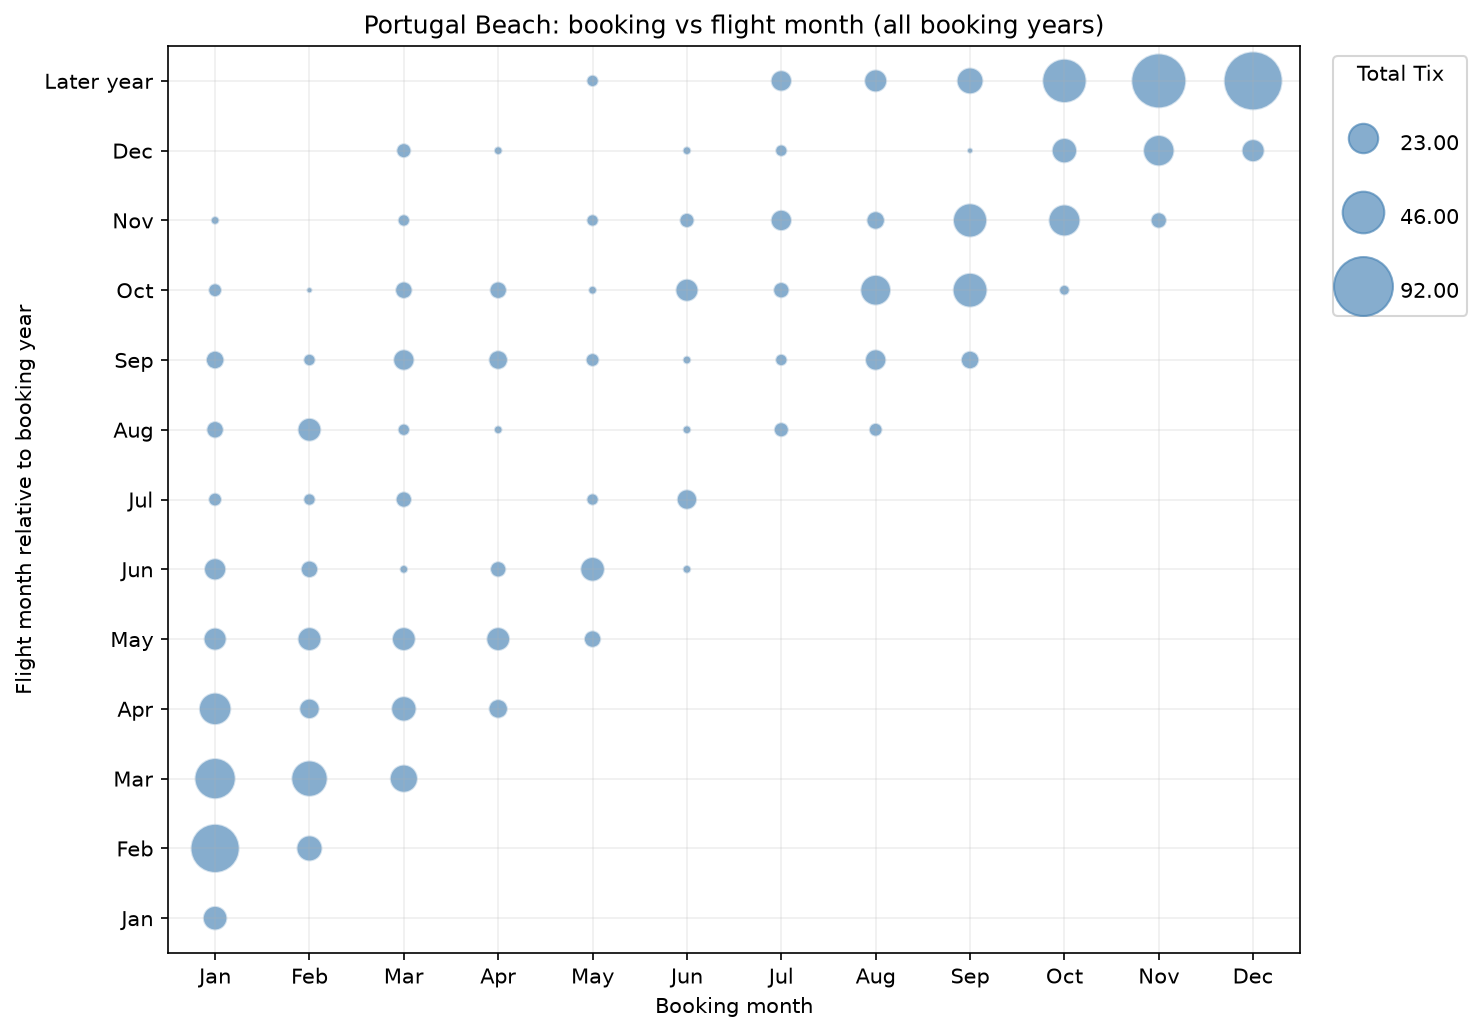 Portugal Beach: booking vs flight month (all booking years)
Total Tix
23.00
46.00
92.00
Flight month relative to booking year
Later year
Dec
Nov
Oct
Sep
Aug
Jul
Jun
May
Apr
Mar
Feb
Jan
Jan Feb Mar Apr May Jun Jul Aug Sep Oct Nov Dec
Booking month